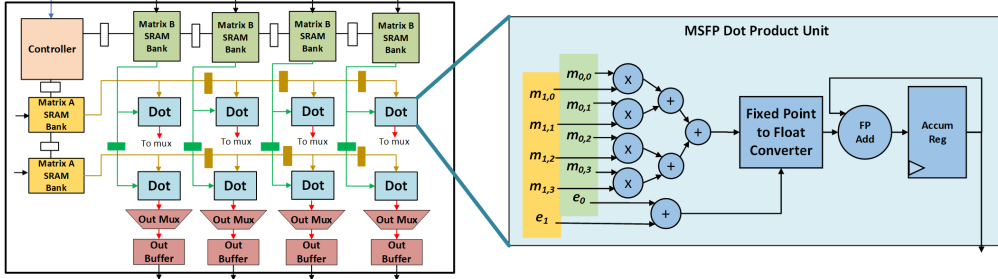 Controller
Matrix B
SRAM
Bank
Matrix B
SRAM
Bank
Matrix B
SRAM
Bank
Matrix B
SRAM
Bank
Matrix A
SRAM
Bank
Dot
Dot
Dot
Dot
To mux
To mux
To mux
To mux
Matrix A
SRAM
Bank
Dot
Dot
Dot
Dot
Out Mux
Out Mux
Out Mux
Out Mux
Out
Buffer
Out
Buffer
Out
Buffer
Out
Buffer
MSFP Dot Product Unit
m0,0
m1,0
m0,1
m1,1
m0,2
m1,2
m0,3
m1,3
e0
e1
X
X
X
X
+
+
+
+
Fixed Point
to Float
Converter
FP
Add
Accum
Reg